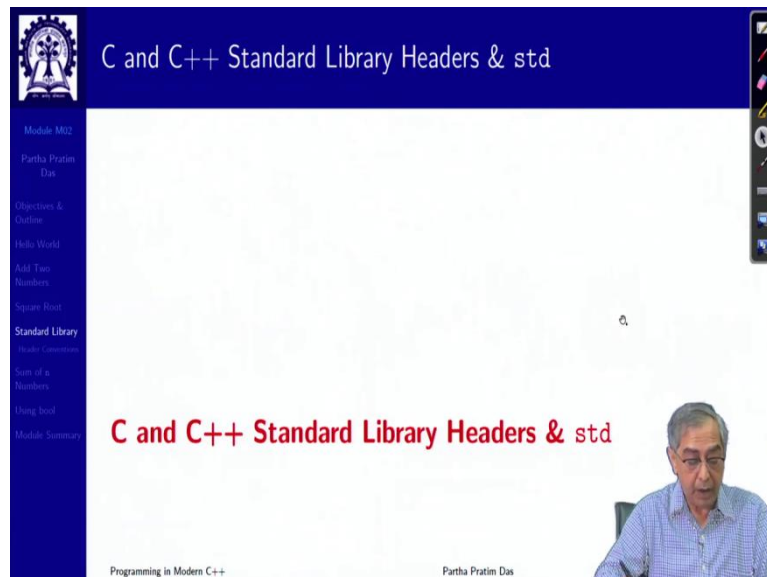 C and C++ Standard Library Headers & std
Module M02
Partha Pratim
Das
Objectives &
Outline
Hello World
Add Two
Numbers
Square Root
Standard Library
Header Conventions
Sum of n
Numbers
Using bool
Module Summary
C and C++ Standard Library Headers & std
Programming in Modern C++
Partha Pratim Das